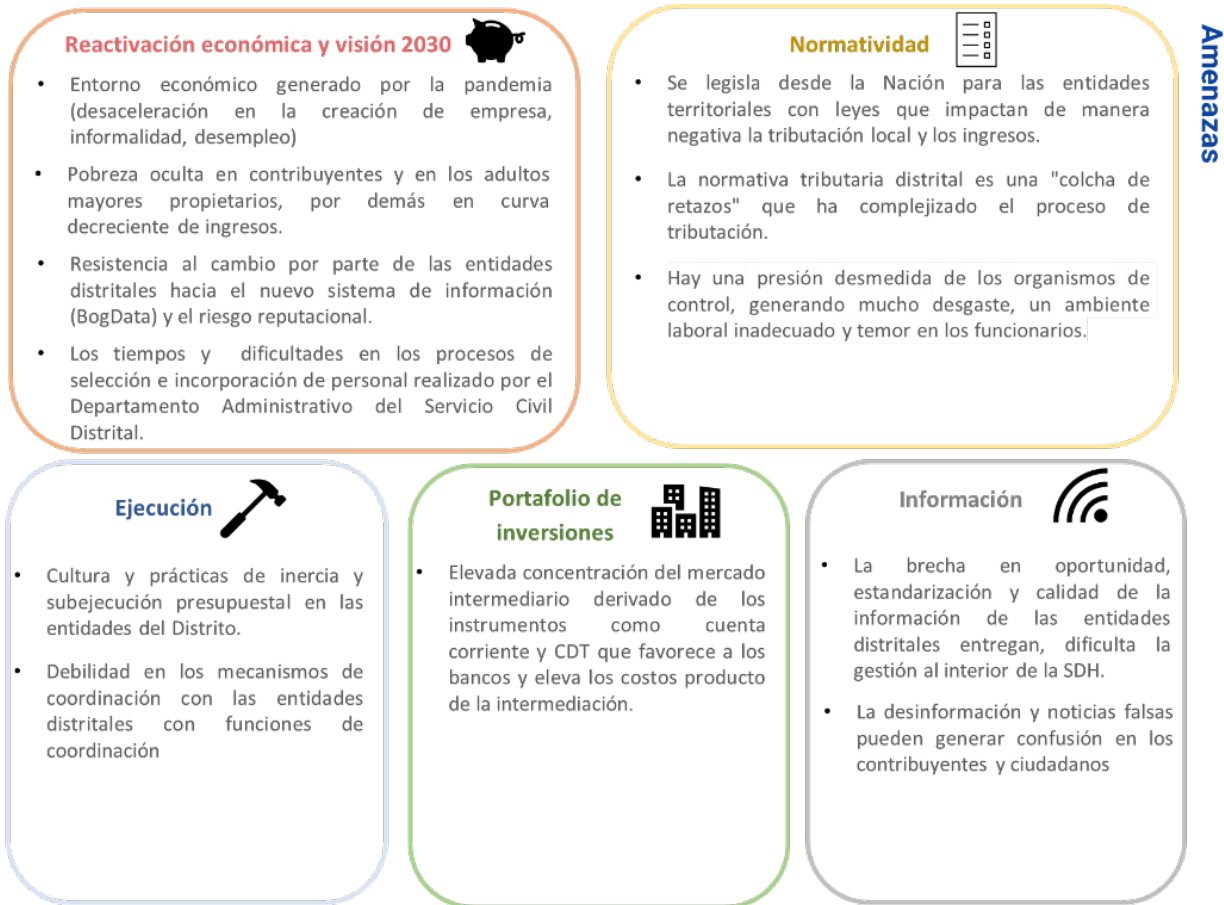 Amenazas
Reactivación económica y visión 2030
• Entorno económico generado por la pandemia
(desaceleración en la creación de empresa,
informalidad, desempleo)
• Pobreza oculta en contribuyentes y en los adultos
mayores propietarios, por demás en curva
decreciente de ingresos.
• Resistencia al cambio por parte de las entidades
distritales hacia el nuevo sistema de información
(BogData) y el riesgo reputacional.
• Los tiempos y dificultades en los procesos de
selección e incorporación de personal realizado por el
Departamento Administrativo del Servicio Civil
Distrital.
Normatividad
• Se legisla desde la Nación para las entidades
territoriales con leyes que impactan de manera
negativa la tributación local y los ingresos.
• La normativa tributaria distrital es una "colcha de
retazos" que ha complejizado el proceso de
tributación.
• Hay una presión desmedida de los organismos de
control, generando mucho desgaste, un ambiente
laboral inadecuado y temor en los funcionarios.
Ejecución
• Cultura y prácticas de inercia y
subejecución presupuestal en las
entidades del Distrito.
• Debilidad en los mecanismos de
coordinación con las entidades
distritales con funciones de
coordinación
Portafolio de
inversiones
• Elevada concentración del mercado
intermediario derivado de los
instrumentos como cuenta
corriente y CDT que favorece a los
bancos y eleva los costos producto
de la intermediación.
Información
• La brecha en oportunidad,
estandarización y calidad de la
información de las entidades
distritales entregan, dificulta la
gestión al interior de la SDH.
• La desinformación y noticias falsas
pueden generar confusión en los
contribuyentes y ciudadanos